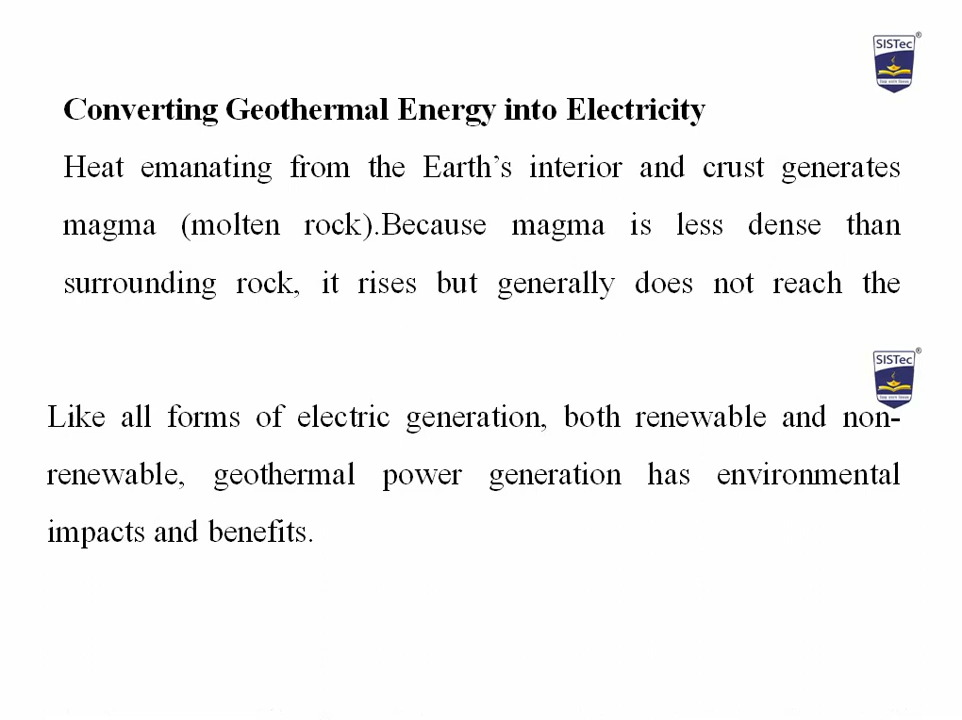 SISTec
Converting Geothermal Energy into Electricity
Heat emanating from the Earth’s interior and crust generates
magma (molten rock).Because magma is less dense than
surrounding rock, it rises but generally does not reach the
SISTec
Like all forms of electric generation, both renewable and non-
renewable, geothermal power generation has environmental
impacts and benefits.